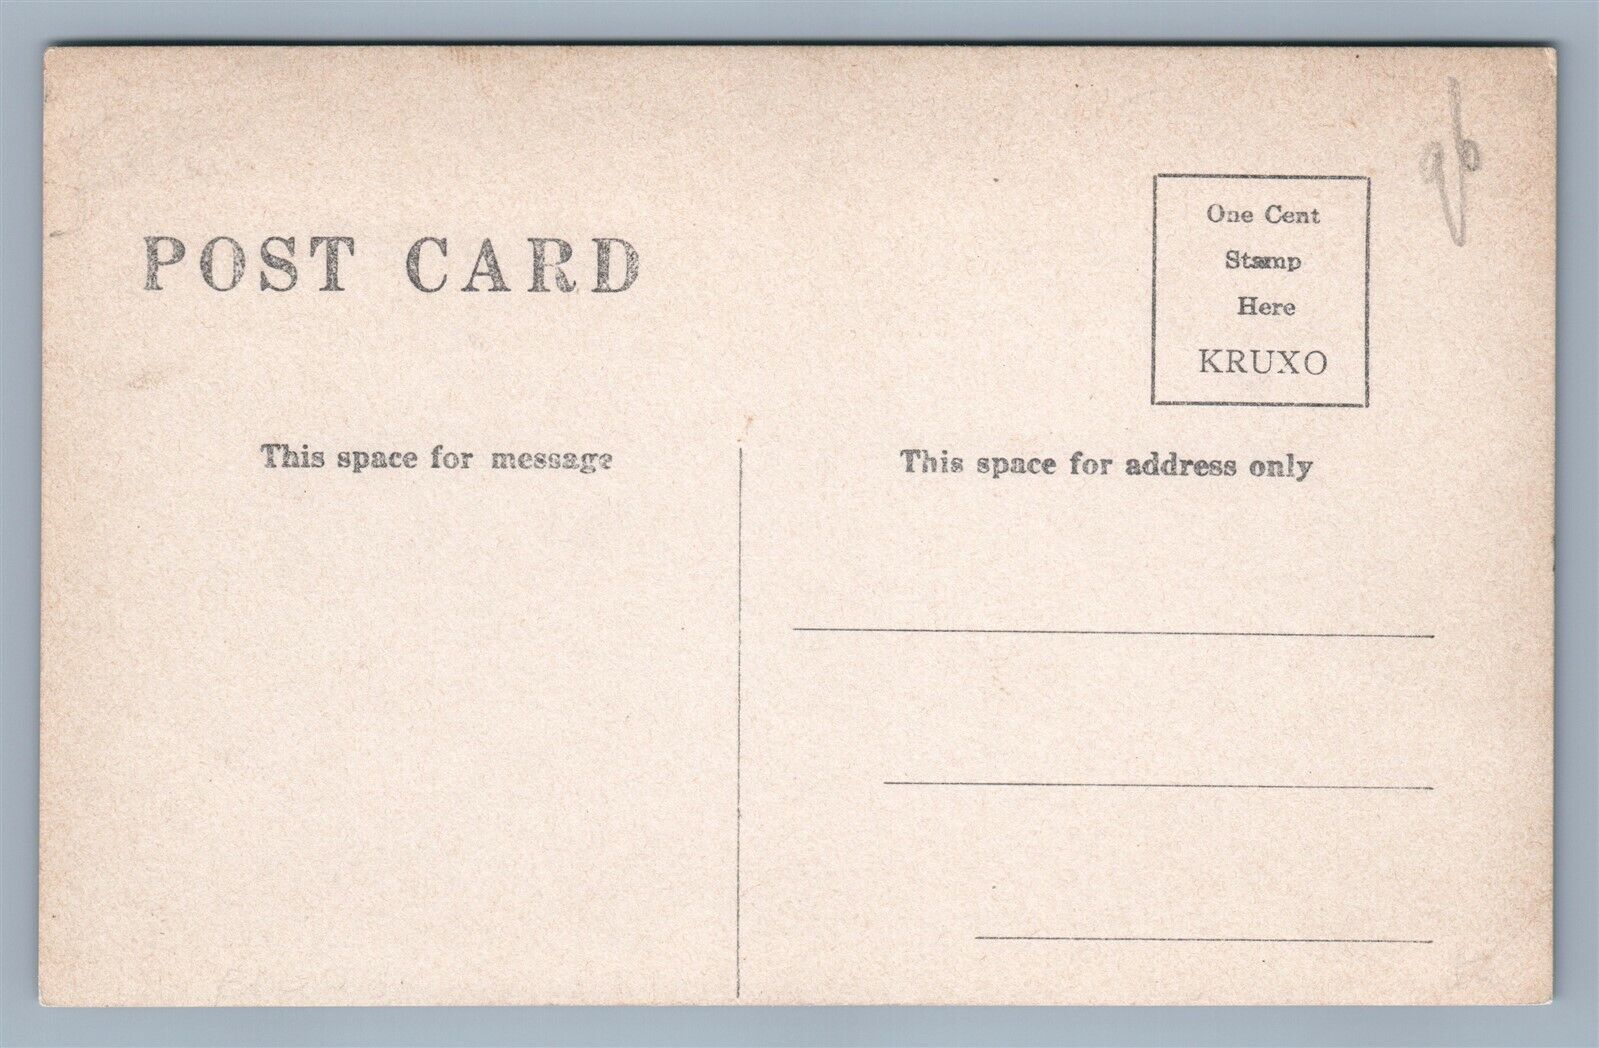 POST CARD
One Cent
Stamp
Here
KRUXO
This space for message
This space for address only